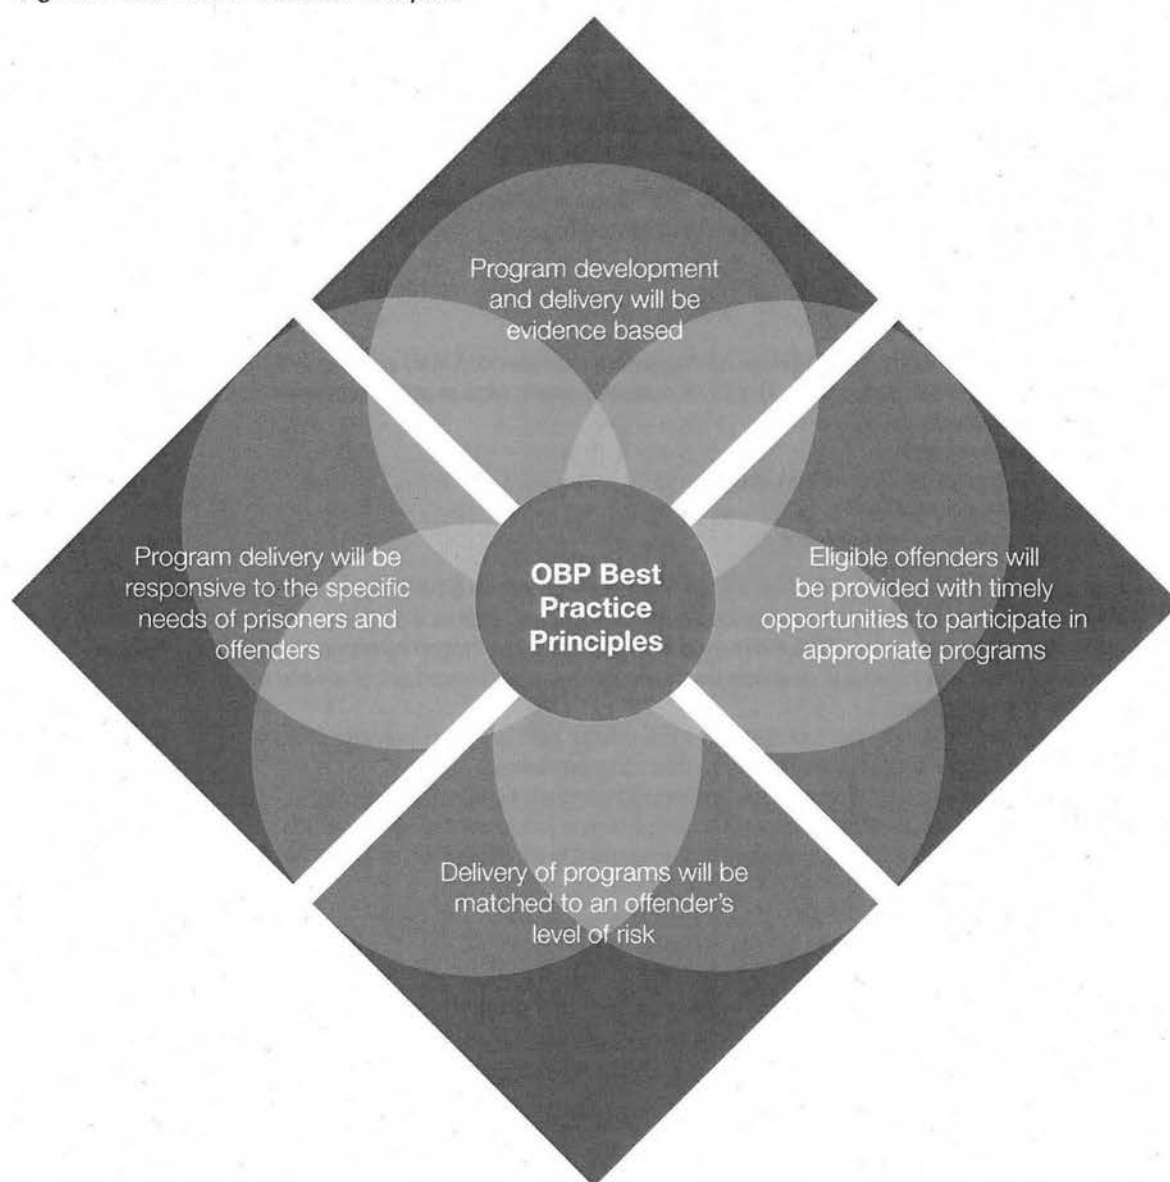 Program development
and delivery will be
evidence based
Program delivery will be
responsive to the specific
needs of prisoners and
offenders
OBP Best
Practice
Principles
Eligible offenders will
be provided with timely
opportunities to participate in
appropriate programs
Delivery of programs will be
matched to an offender's
level of risk